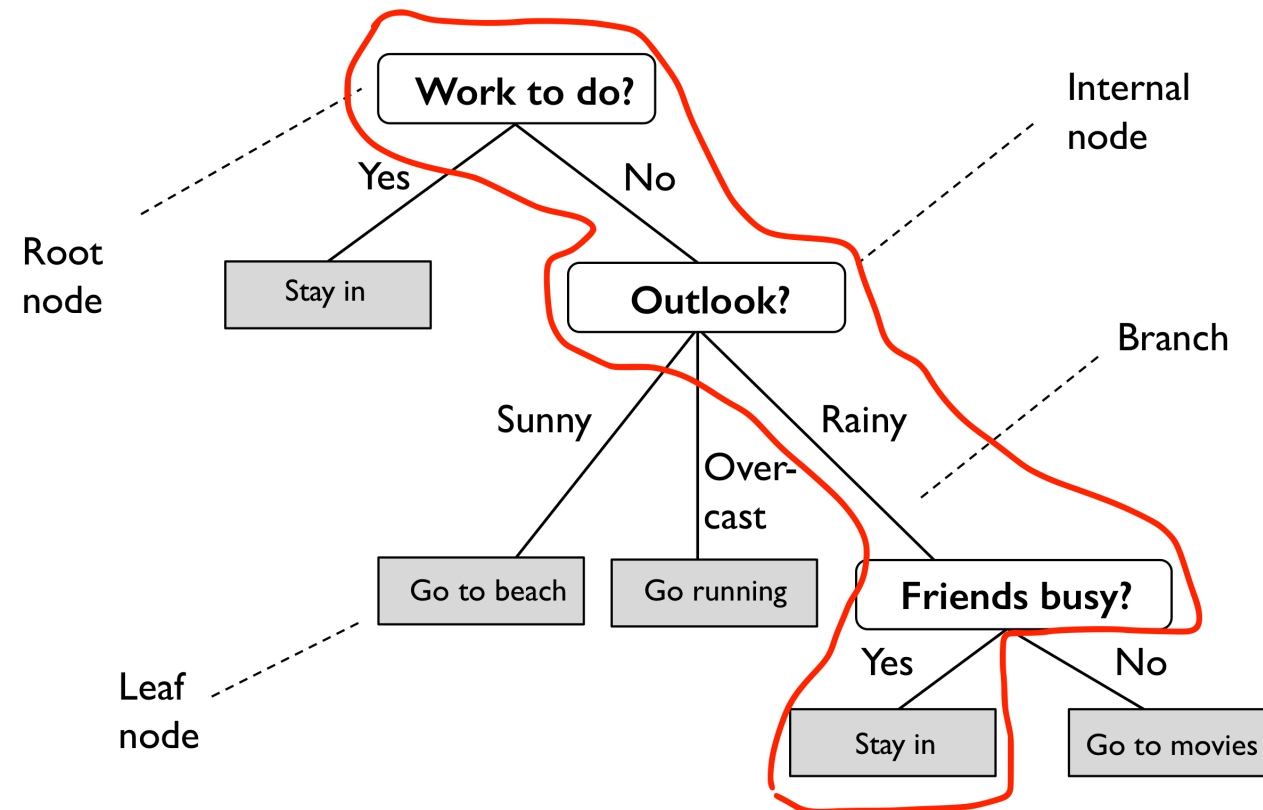 Work to do?
Internal
node
Yes
No
Root
node
Stay in
Outlook?
Branch
Sunny
Rainy
Over-
cast
Go to beach
Go running
Friends busy?
Yes
No
Leaf
node
Stay in
Go to movies